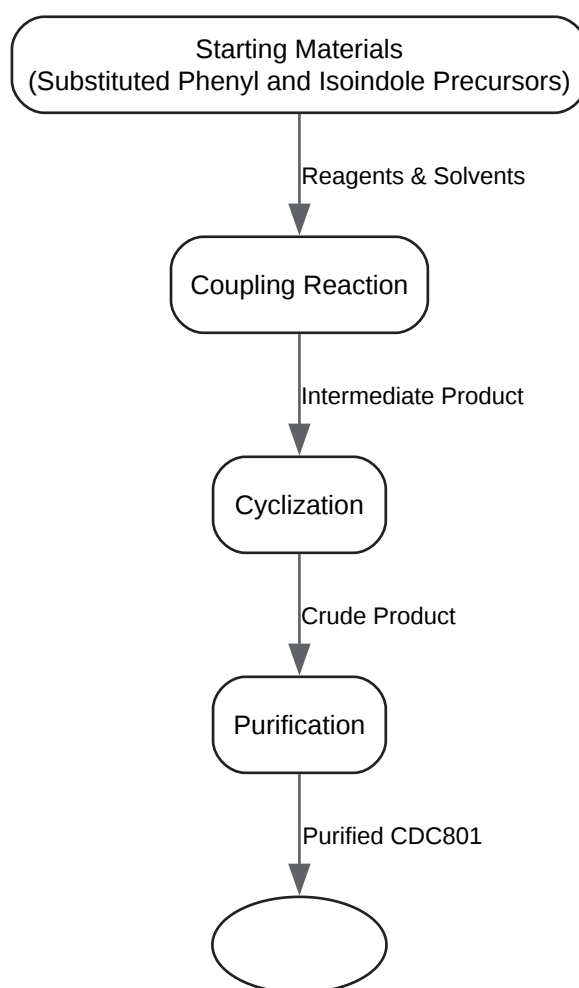 Starting Materials
(Substituted Phenyl and Isoindole Precursors)
Reagents & Solvents
Coupling Reaction
Intermediate Product
Cyclization
Crude Product
Purification
Purified CDC801